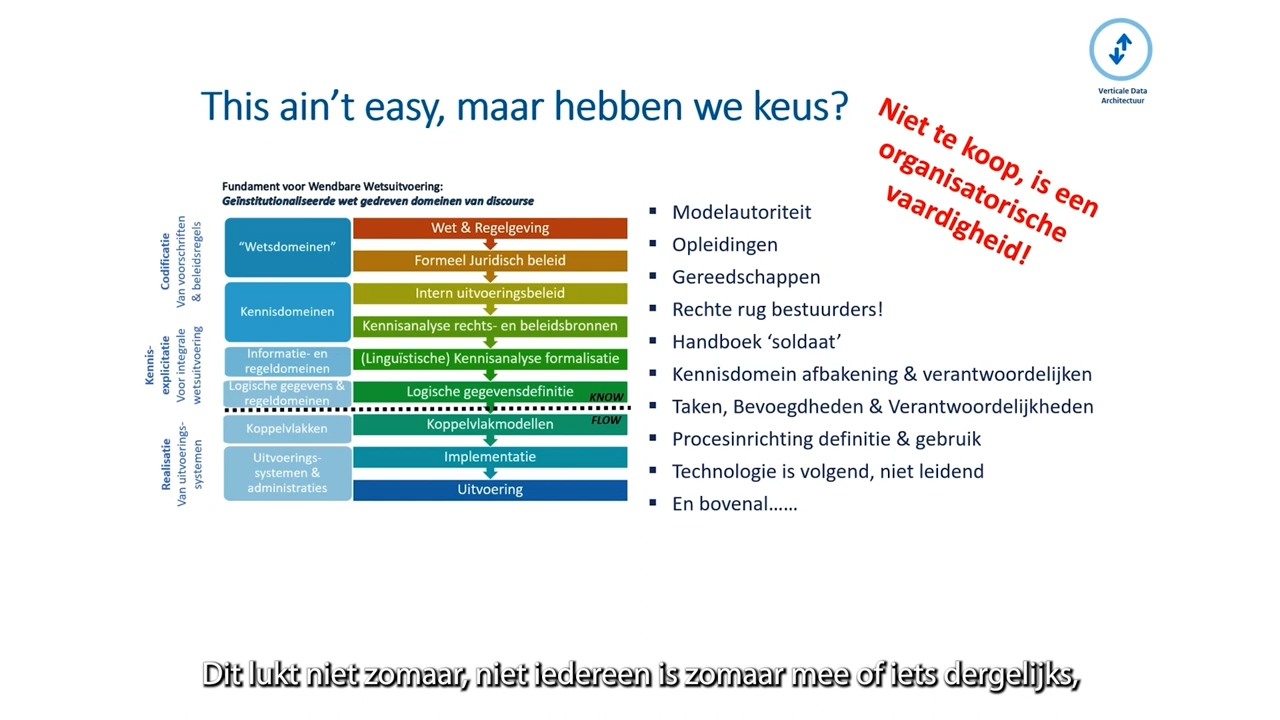 Verticale Data
Architectuur
This ain't easy, maar hebben we keus?
Niet te koop, is een
organisatorische
vaardigheid!
Fundament voor Wendbare Wetsuitvoering:
Geïnstitutionaliseerde wet gedreven domeinen van discourse
Codificatie
Van voorschriften
& beleidsregels
Kennis-
explicitatie
Voor integrale
wetsuitvoering
Realisatie
Van uitvoerings-
systemen
"Wetsdomeinen"
Kennisdomeinen
Informatie- en
regeldomeinen
Logische gegevens &
regeldomeinen
Koppelvlakken
Uitvoerings-
systemen &
administraties
Wet & Regelgeving
Formeel Juridisch beleid
Intern uitvoeringsbeleid
Kennisanalyse rechts- en beleidsbronnen
(Linguïstische) Kennisanalyse formalisatie
Logische gegevensdefinitie
KNOW
FLOW
Koppelvlakmodellen
Implementatie
Uitvoering
▪ Modelautoriteit
▪ Opleidingen
▪ Gereedschappen
▪ Rechte rug bestuurders!
▪ Handboek 'soldaat'
▪ Kennisdomein afbakening & verantwoordelijken
▪ Taken, Bevoegdheden & Verantwoordelijkheden
▪ Procesinrichting definitie & gebruik
▪ Technologie is volgend, niet leidend
▪ En bovenal......
Dit lukt niet zomaar, niet iedereen is zomaar mee of iets dergelijks,